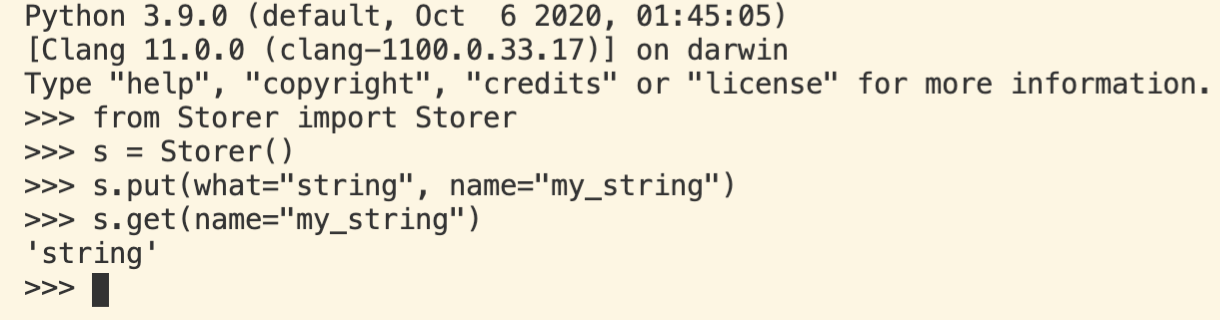 Python 3.9.0 (default, Oct  6 2020, 01:45:05)
[Clang 11.0.0 (clang-1100.0.33.17)] on darwin
Type "help", "copyright", "credits" or "license" for more information.
>>> from Storer import Storer
>>> s = Storer()
>>> s.put(what="string", name="my_string")
>>> s.get(name="my_string")
'string'
>>>